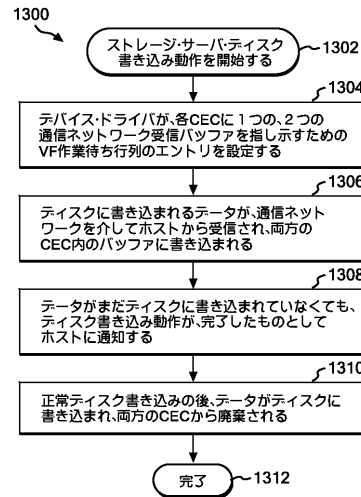 1300
ストレージ・サーバ・ディスク
書き込み動作を開始する
1302
1304
デバイス・ドライバが、各CECに1つの、2つの
通信ネットワーク受信バッファを指し示すための
VF作業待ち行列のエントリを設定する
1306
ディスクに書き込まれるデータが、通信ネット
ワークを介してホストから受信され、両方の
CEC内のバッファに書き込まれる
1308
データがまだディスクに書き込まれていなくても、
ディスク書き込み動作が、完了したものとして
ホストに通知する
1310
正常ディスク書き込みの後、データがディスクに
書き込まれ、両方のCECから廃棄される
完了
1312